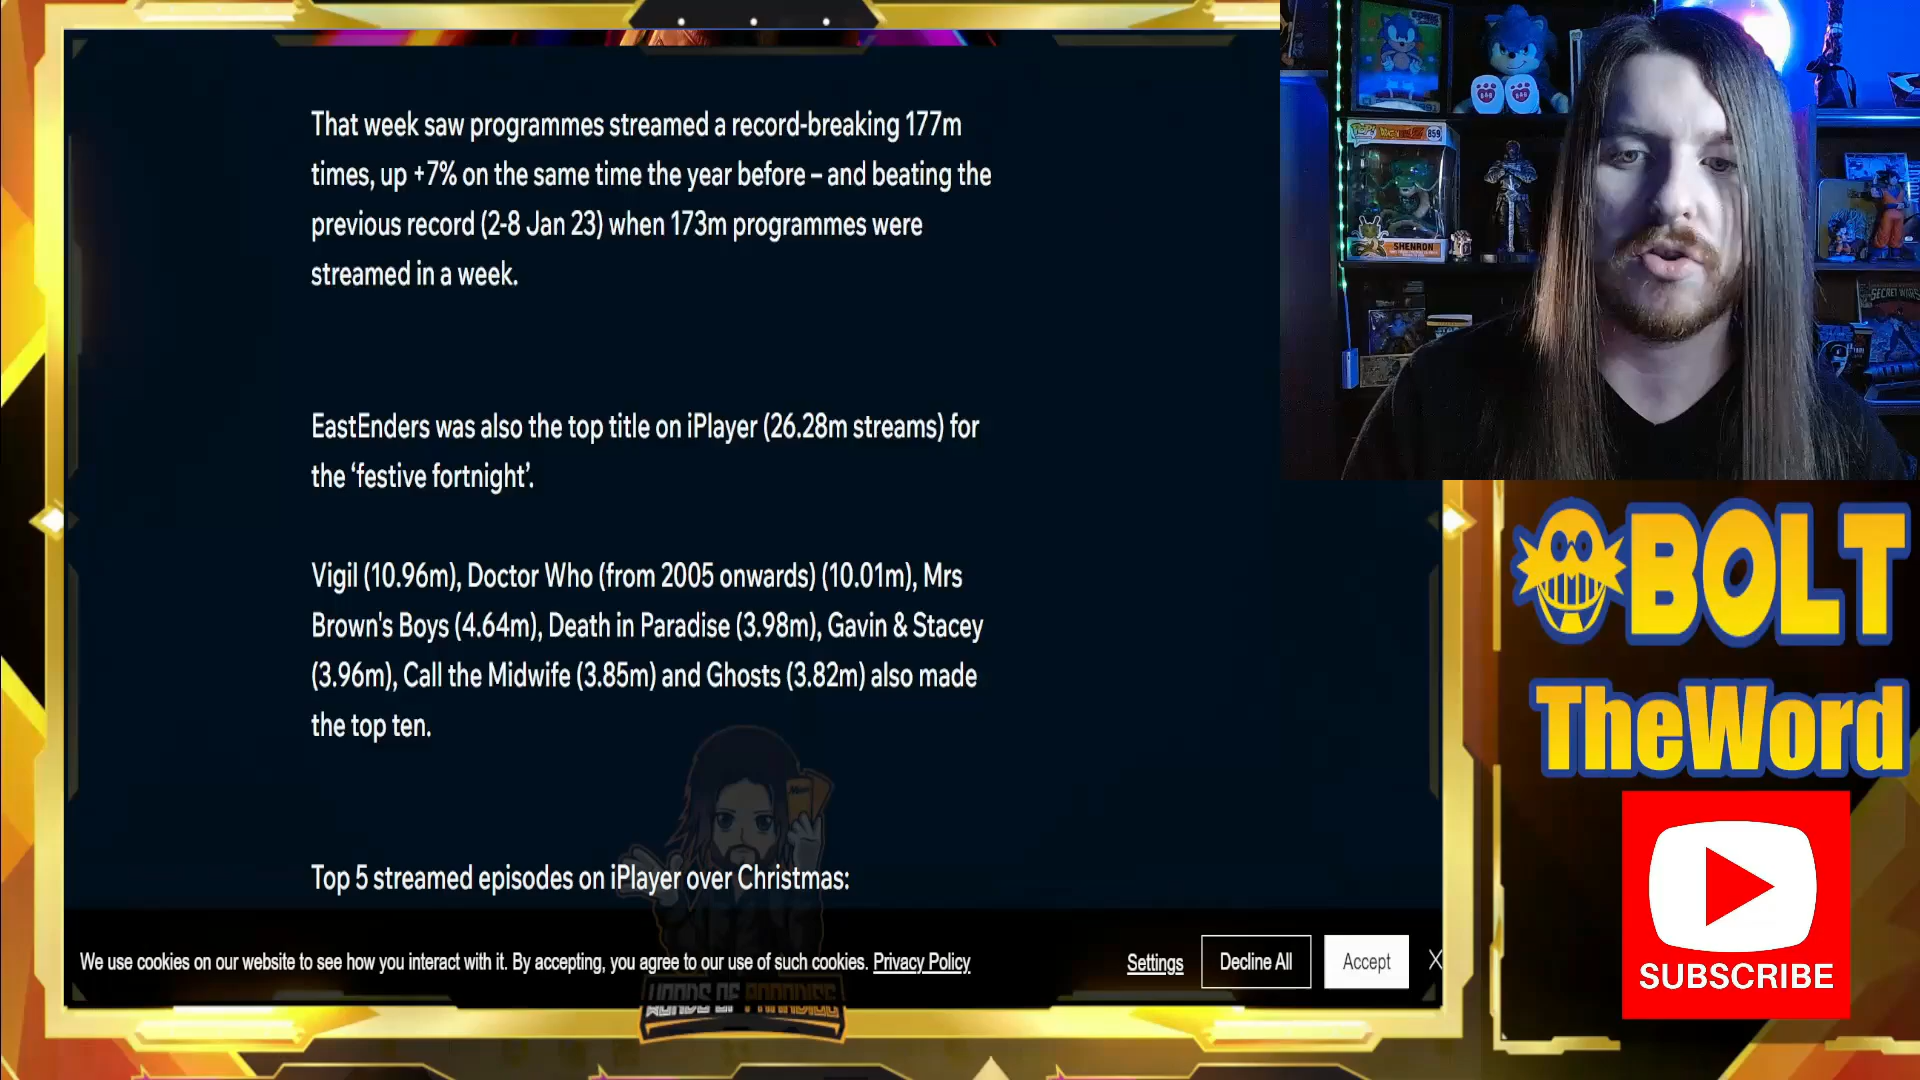 That week saw programmes streamed a record-breaking 177m
times, up +7% on the same time the year before – and beating the
previous record (2-8 Jan 23) when 173m programmes were
streamed in a week.
EastEnders was also the top title on iPlayer (26.28m streams) for
the ‘festive fortnight’.
Vigil (10.96m), Doctor Who (from 2005 onwards) (10.01m), Mrs
Brown's Boys (4.64m), Death in Paradise (3.98m), Gavin & Stacey
(3.96m), Call the Midwife (3.85m) and Ghosts (3.82m) also made
the top ten.
Top 5 streamed episodes on iPlayer over Christmas:
We use cookies on our website to see how you interact with it. By accepting, you agree to our use of such cookies. Privacy Policy
Settings
Decline All
Accept
X
859
SHENRON
SECRET WARS
BOLT
TheWord
SUBSCRIBE